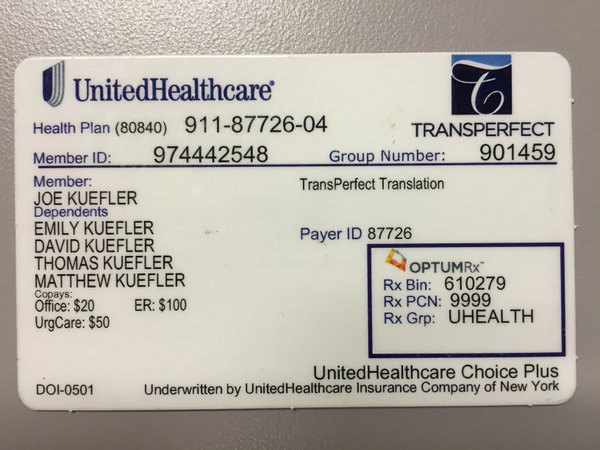 UnitedHealthcare®
TRANSPERFECT
Health Plan (80840) 911-87726-04
Member ID: 974442548 Group Number: 901459
Member:
JOE KUEFLER
TransPerfect Translation
Dependents
EMILY KUEFLER
DAVID KUEFLER
THOMAS KUEFLER
MATTHEW KUEFLER
Payer ID 87726
Copays:
Office: $20 ER: $100
UrgCare: $50
OPTUMRx™
Rx Bin: 610279
Rx PCN: 9999
Rx Grp: UHEALTH
UnitedHealthcare Choice Plus
DOI-0501 Underwritten by UnitedHealthcare Insurance Company of New York